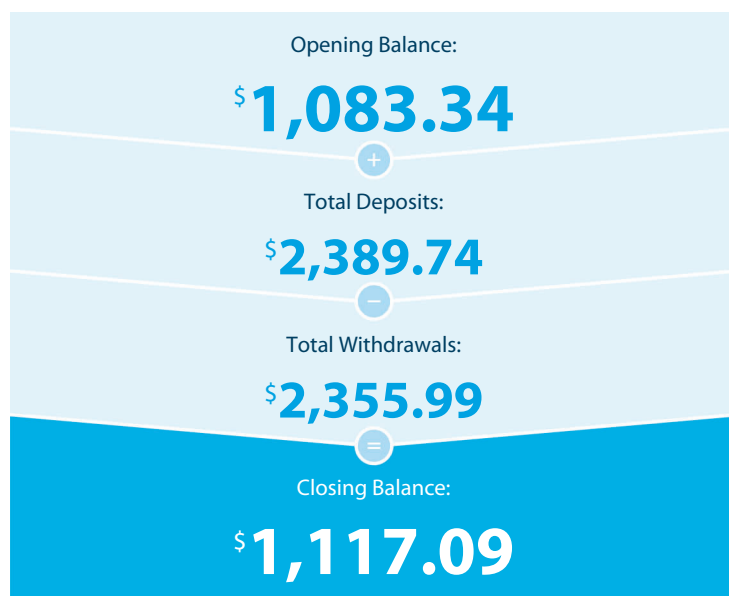 Opening Balance:
$1,083.34
+
Total Deposits:
$2,389.74
−
Total Withdrawals:
$2,355.99
=
Closing Balance:
$1,117.09